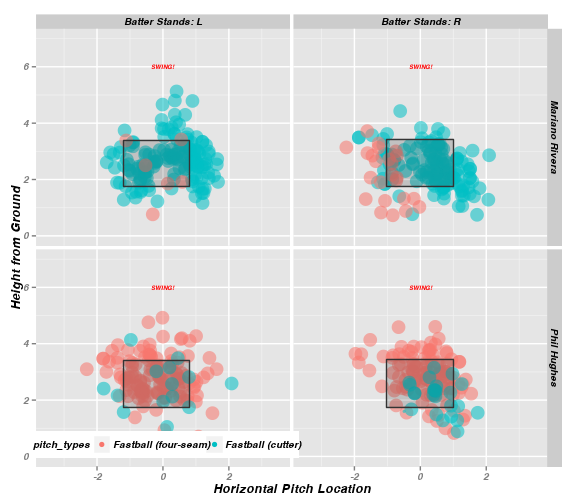 Batter Stands: L Batter Stands: R
SWING! SWING!
6
4
2
0
Mariano Rivera
Height from Ground
SWING! SWING!
6
4
2
0
Phil Hughes
pitch_types Fastball (four-seam) Fastball (cutter)
-2 0 2 -2 0 2
Horizontal Pitch Location